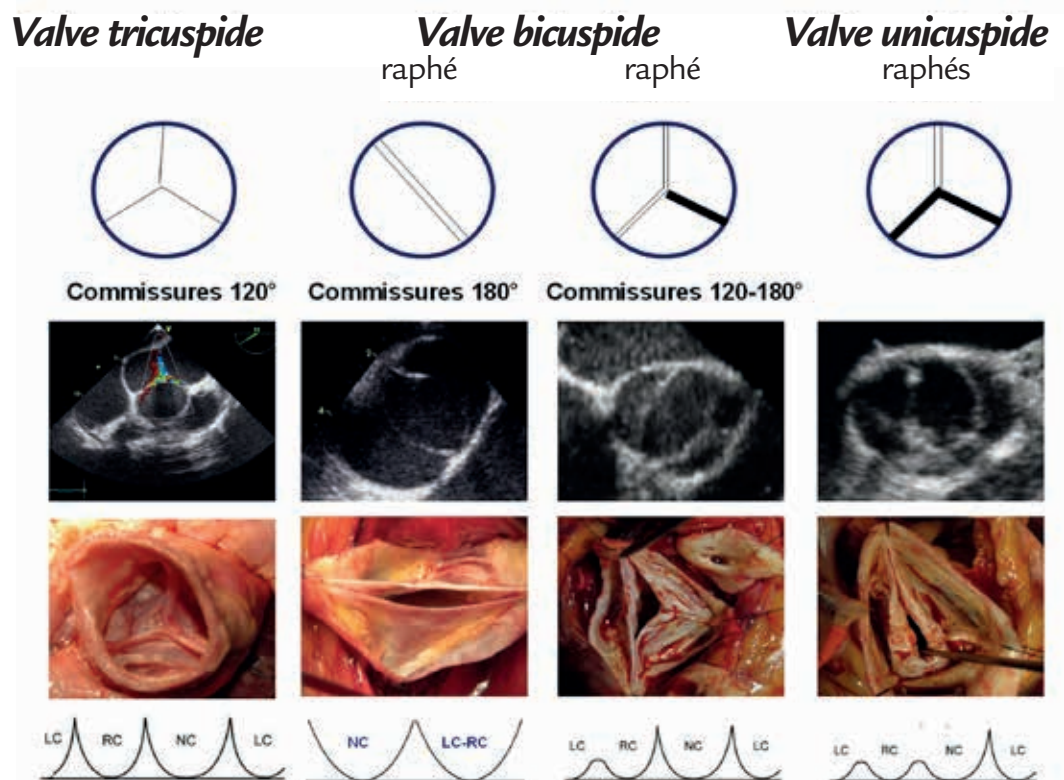 Valve tricuspide Valve bicuspide Valve unicuspide
raphé raphé raphés
Commissures 120° Commissures 180° Commissures 120-180°
LC RC NC LC NC LC-RC LC RC NC LC LC RC NC LC